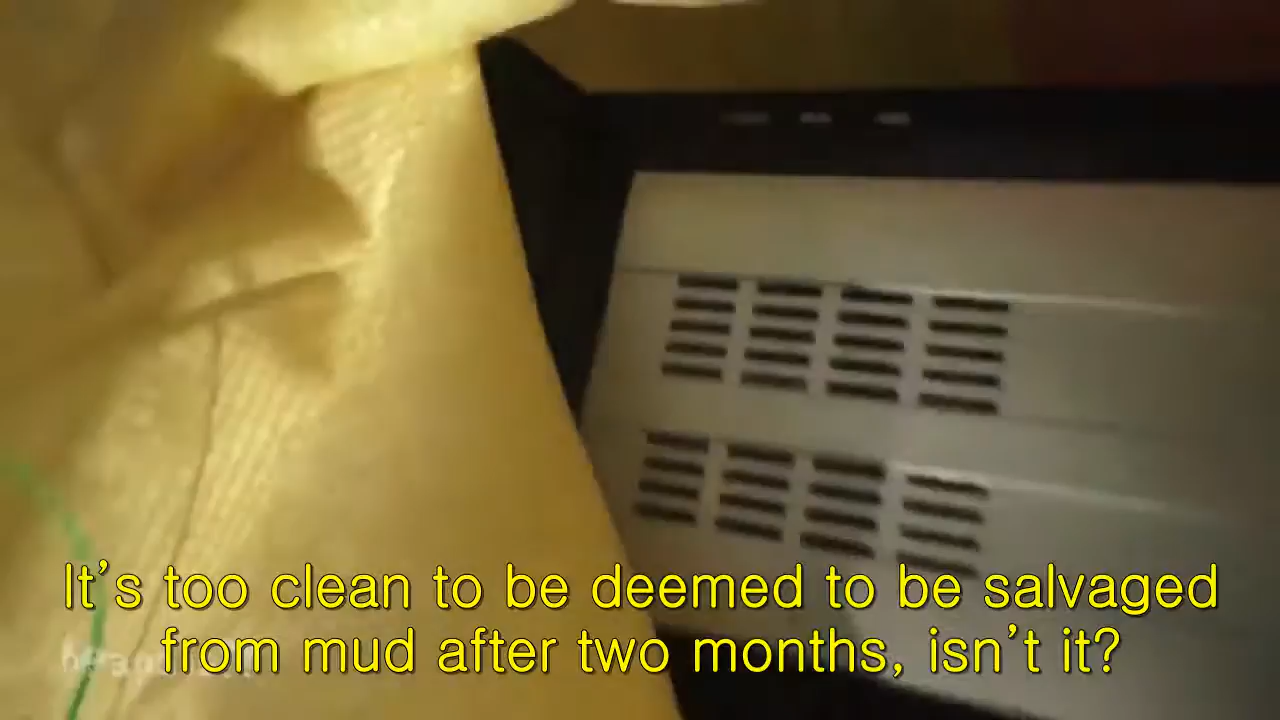 It's too clean to be deemed to be salvaged
from mud after two months, isn't it?